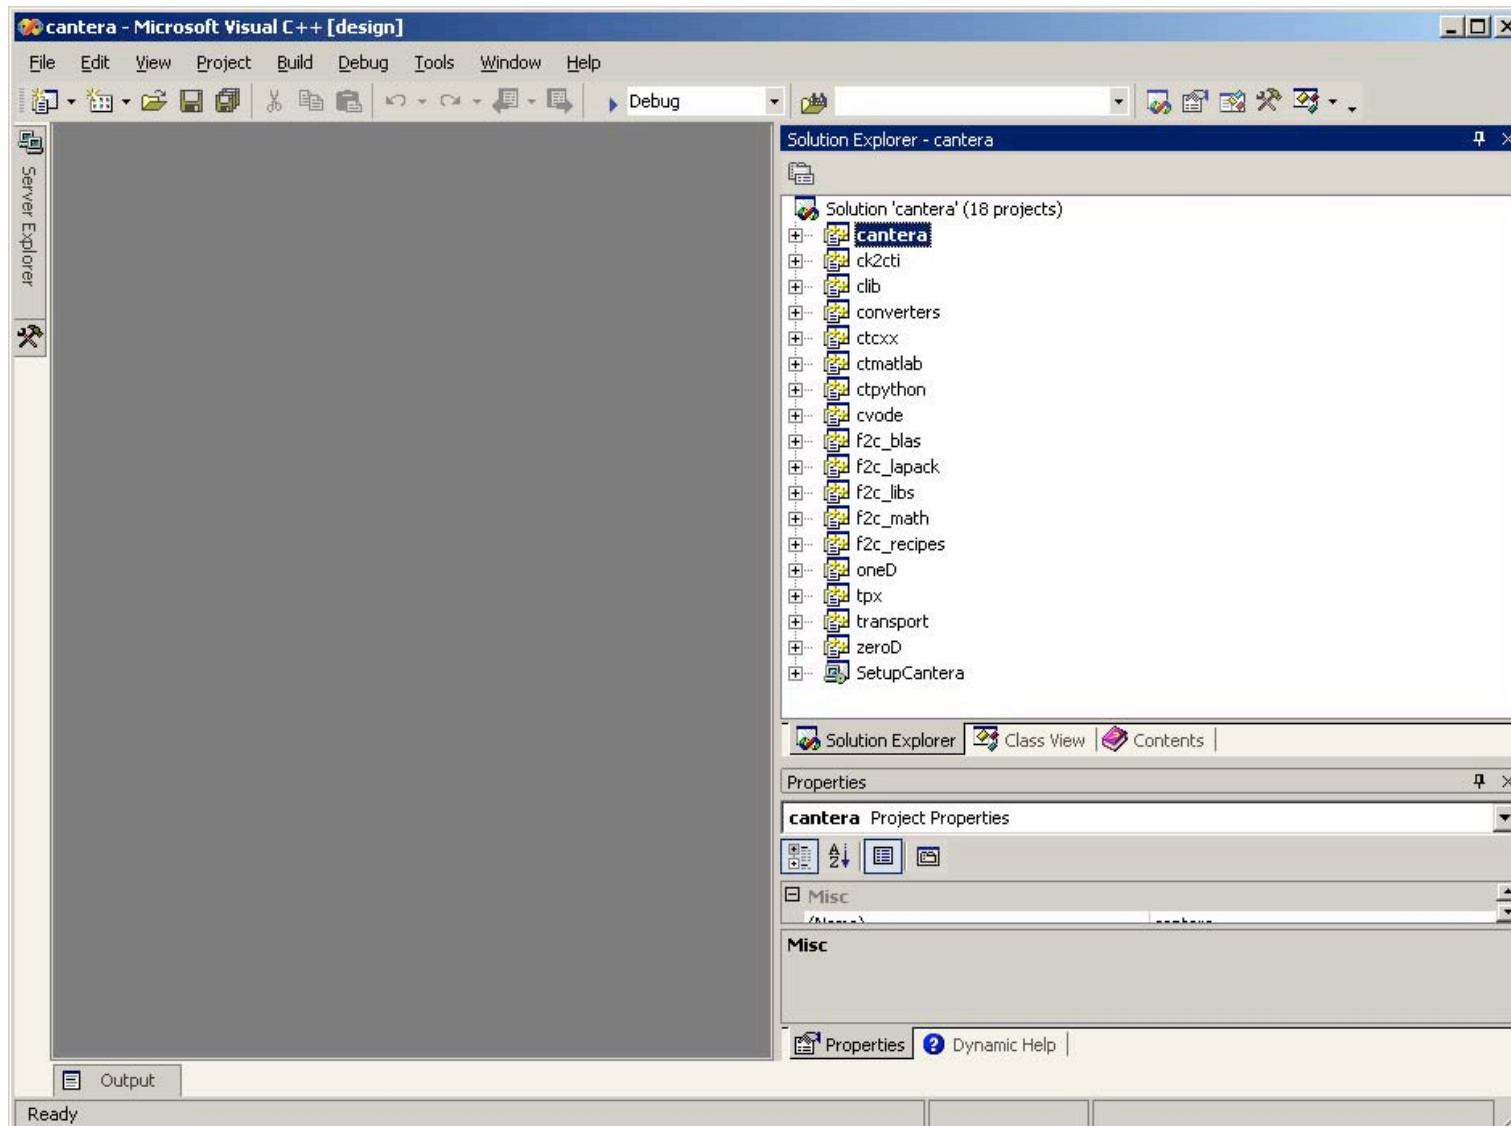 cantera - Microsoft Visual C++ [design]
File Edit View Project Build Debug Tools Window Help
Debug
Server Explorer
Solution Explorer - cantera
Solution 'cantera' (18 projects)
cantera
ck2cti
clib
converters
ctcxx
ctmatlab
ctpython
cvode
f2c_blas
f2c_lapack
f2c_libs
f2c_math
f2c_recipes
oneD
tpx
transport
zeroD
SetupCantera
Solution Explorer Class View Contents
Properties
cantera Project Properties
Misc
(Name) cantera
Misc
Properties Dynamic Help
Output
Ready